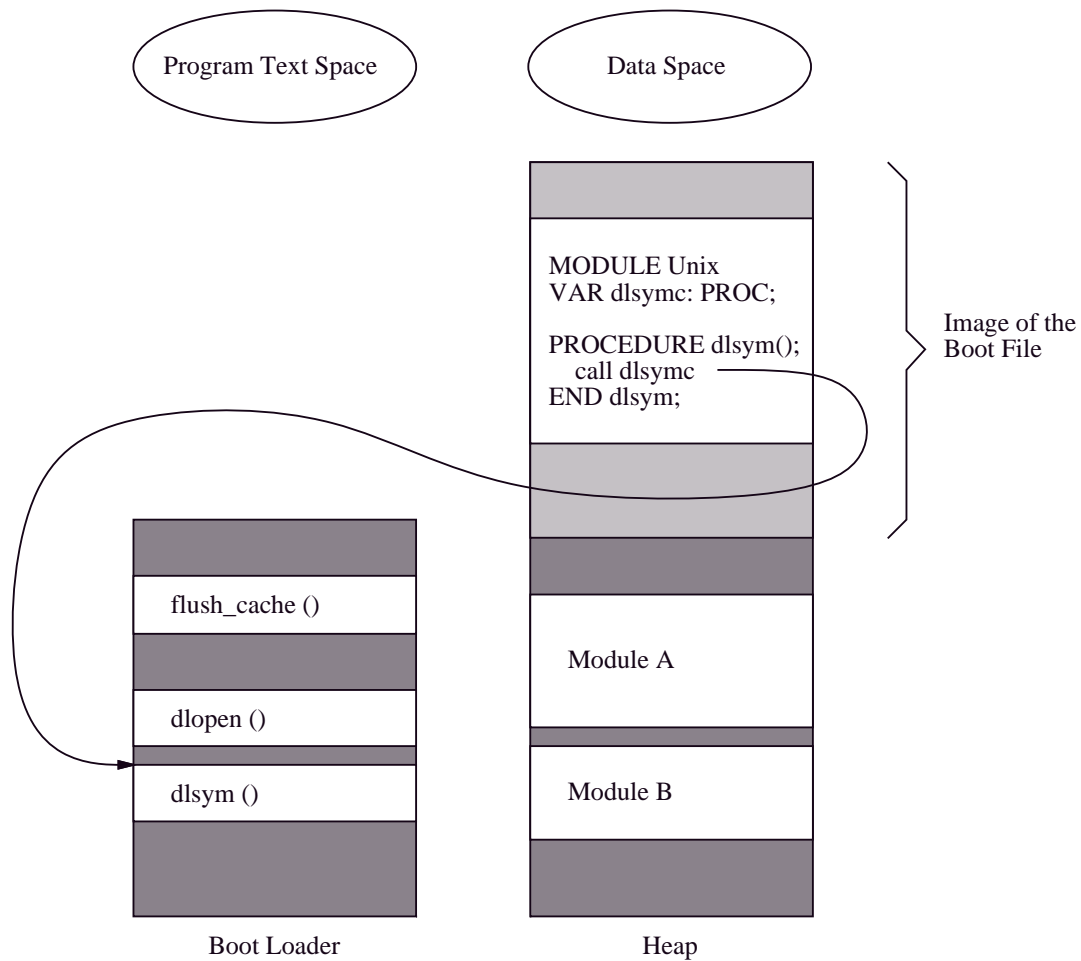 Program Text Space
Data Space
MODULE Unix
VAR dlsymc: PROC;
PROCEDURE dlsym();
call dlsymc
END dlsym;
Image of the
Boot File
flush_cache ()
dlopen ()
dlsym ()
Module A
Module B
Boot Loader
Heap